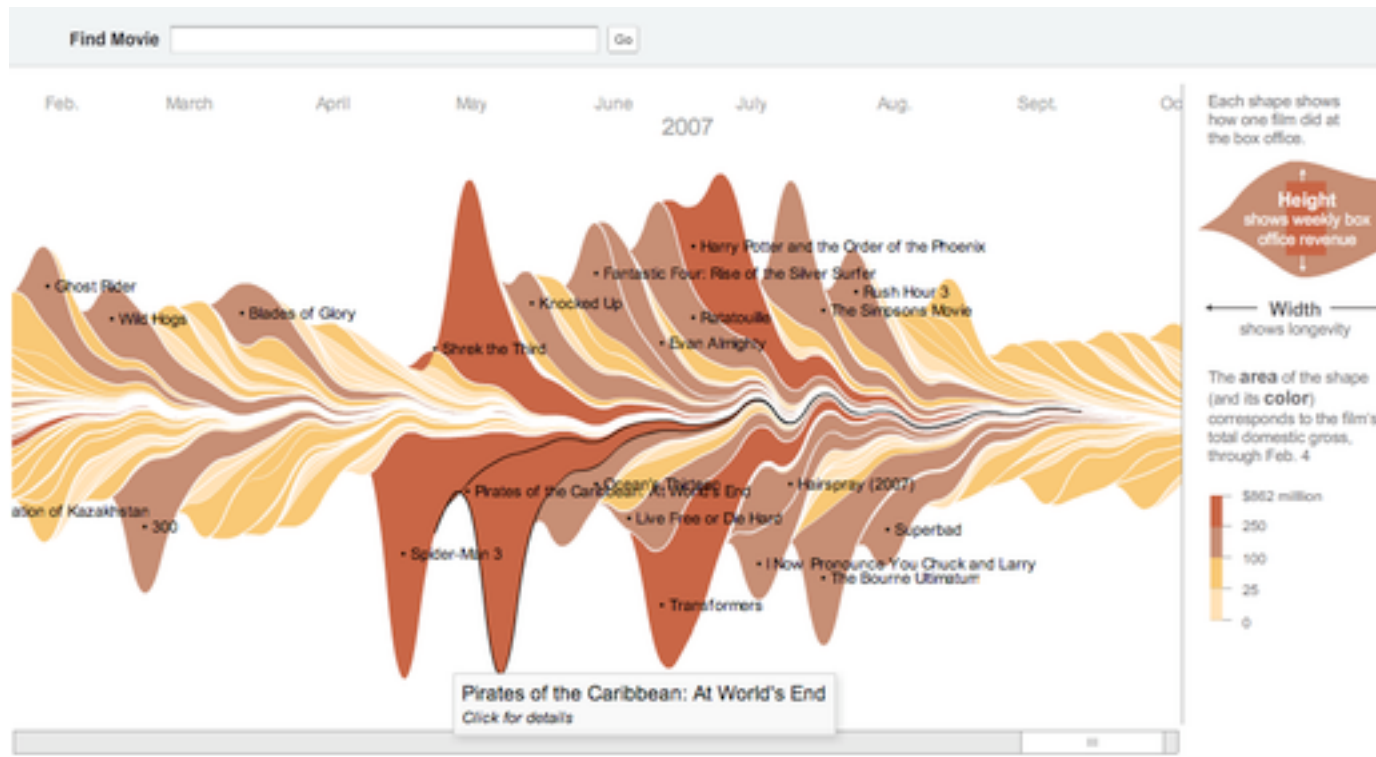 Find Movie
Go
Feb. March April May June July Aug. Sept. Oc
2007
Each shape shows
how one film did at
the box office.
Height
shows weekly box
office revenue
Width
shows longevity
The area of the shape
(and its color)
corresponds to the film's
total domestic gross,
through Feb. 4
$862 million
250
100
25
0
Harry Potter and the Order of the Phoenix
Fantastic Four: Rise of the Silver Surfer
Ghost Rider
Rush Hour 3
Knocked Up
The Simpsons Movie
Wild Hogs
Blades of Glory
Ratatouille
Evan Almighty
Shrek the Third
Ocean's Thirteen
Hairspray (2007)
Pirates of the Caribbean: At World's End
ation of Kazakhstan
Live Free or Die Hard
300
Superbad
Spider-Man 3
I Now Pronounce You Chuck and Larry
The Bourne Ultimatum
Transformers
Pirates of the Caribbean: At World's End
Click for details